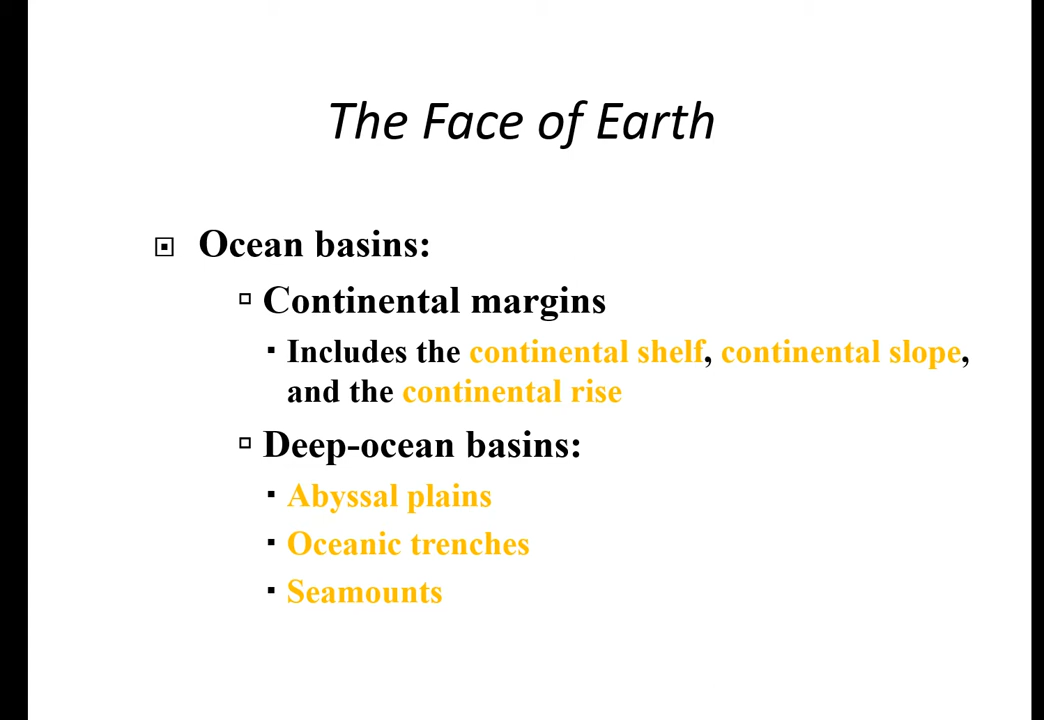 The Face of Earth
Ocean basins:
Continental margins
Includes the continental shelf, continental slope,
and the continental rise
Deep-ocean basins:
Abyssal plains
Oceanic trenches
Seamounts